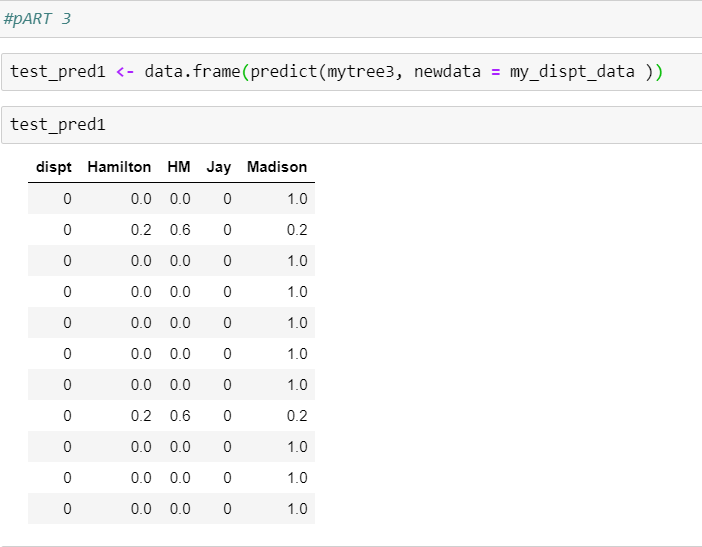 #pART 3
test_pred1 <- data.frame(predict(mytree3, newdata = my_dispt_data ))
test_pred1
dispt Hamilton HM Jay Madison
0 0.0 0.0 0 1.0
0 0.2 0.6 0 0.2
0 0.0 0.0 0 1.0
0 0.0 0.0 0 1.0
0 0.0 0.0 0 1.0
0 0.0 0.0 0 1.0
0 0.0 0.0 0 1.0
0 0.2 0.6 0 0.2
0 0.0 0.0 0 1.0
0 0.0 0.0 0 1.0
0 0.0 0.0 0 1.0